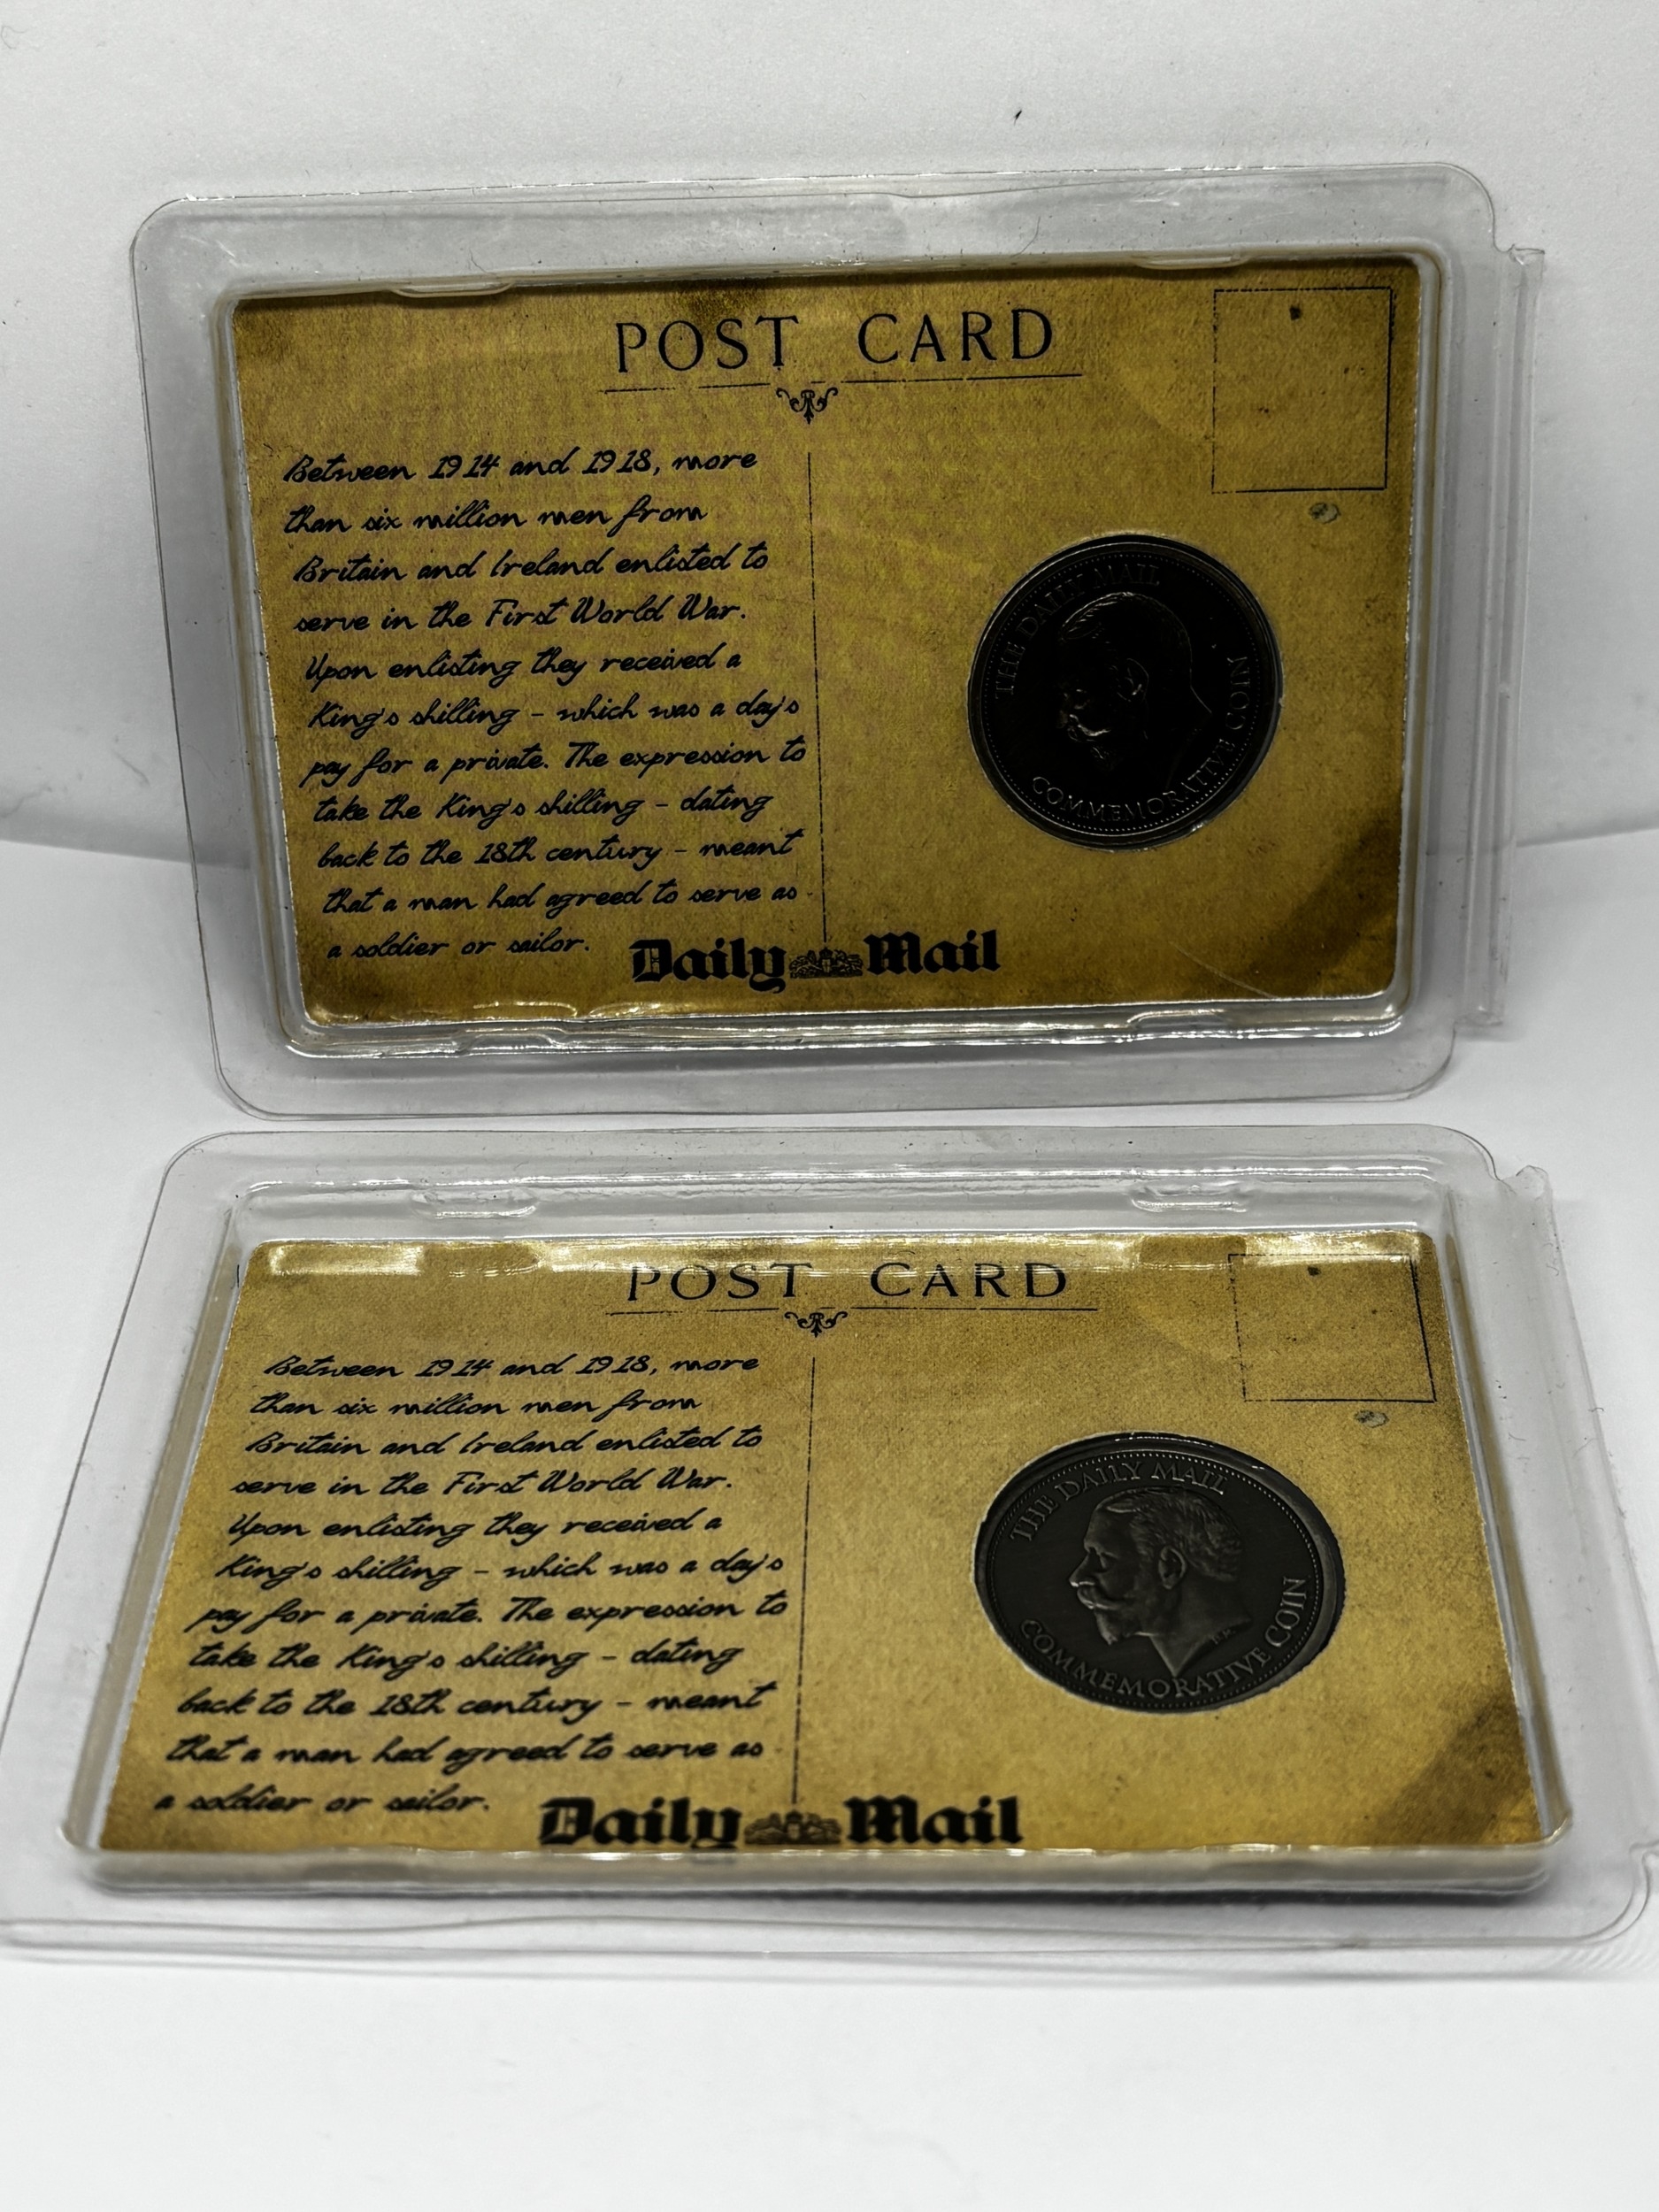 POST CARD
Between 1914 and 1918, more
than six million men from
Britain and Ireland enlisted to
serve in the First World War.
Upon enlisting they received a
King's shilling - which was a day's
pay for a private. The expression to
take the King's shilling - dating
back to the 18th century - meant
that a man had agreed to serve as
a soldier or sailor.
THE DAILY MAIL
COMMEMORATIVE COIN
Daily Mail
POST CARD
Between 1914 and 1918, more
than six million men from
Britain and Ireland enlisted to
serve in the First World War.
Upon enlisting they received a
King's shilling - which was a day's
pay for a private. The expression to
take the King's shilling - dating
back to the 18th century - meant
that a man had agreed to serve as
a soldier or sailor.
THE DAILY MAIL
COMMEMORATIVE COIN
Daily Mail